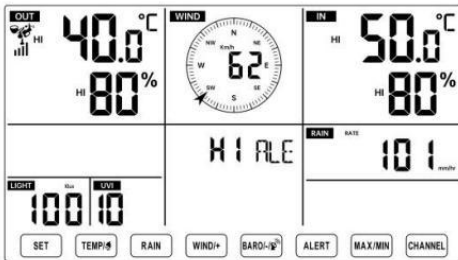 OUT
HI 40.0°C
HI 80%
WIND
N
NW NE
Km/h
W 62 E
SW SE
S
IN
HI 50.0°C
HI 80%
HI ALE
RAIN RATE
101 mm/hr
LIGHT Klux
100
UVI
10
SET TEMP/ RAIN WIND/+ BARO/-/ ALERT MAX/MIN CHANNEL